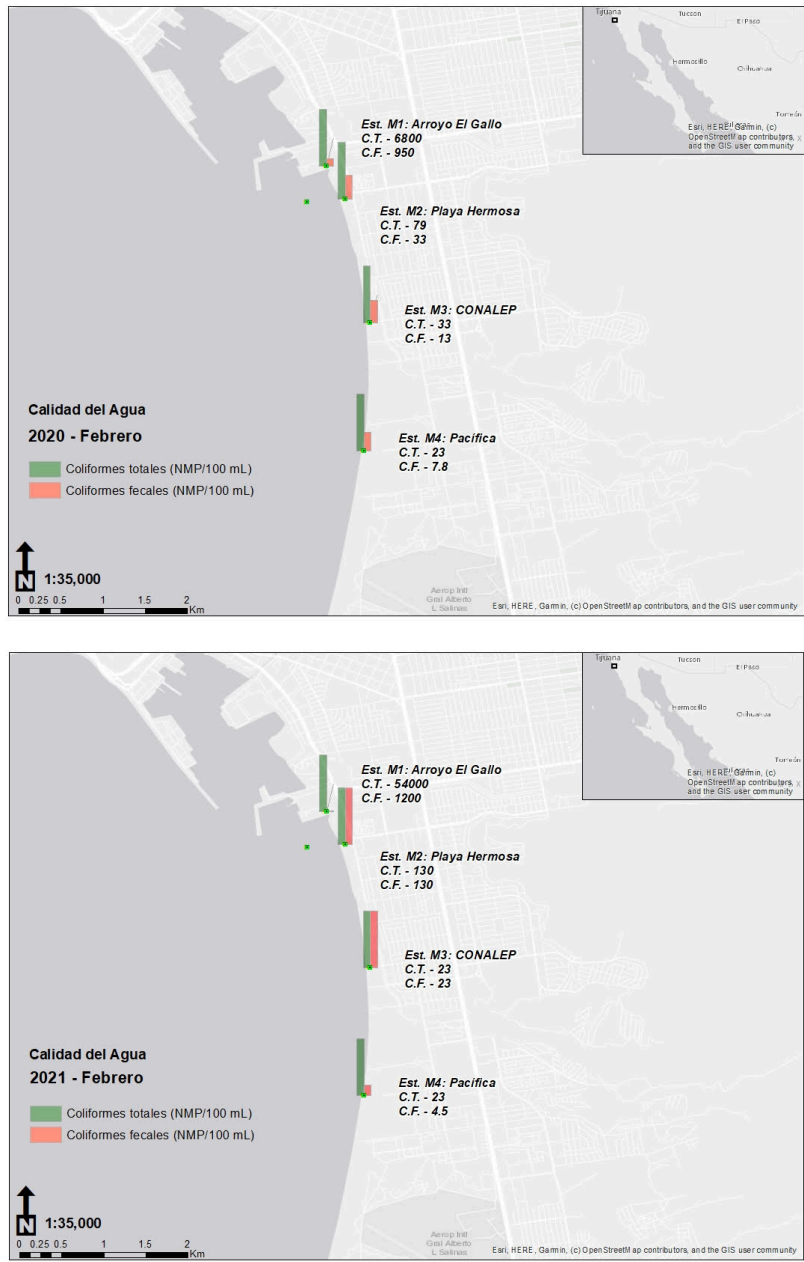 Tijuana
Tucson
El Paso
Hermosillo
Chihuahua
Torreón
Esri, HERE, Garmin, (c)
OpenStreetMap contributors,
and the GIS user community
Est. M1: Arroyo El Gallo
C.T. - 6800
C.F. - 950
Est. M2: Playa Hermosa
C.T. - 79
C.F. - 33
Est. M3: CONALEP
C.T. - 33
C.F. - 13
Calidad del Agua
2020 - Febrero
Est. M4: Pacífica
C.T. - 23
C.F. - 7.8
Coliformes totales (NMP/100 mL)
Coliformes fecales (NMP/100 mL)
N
1:35,000
0 0.25 0.5 1 1.5 2
Km
Aerop Intl
Gral Alberto
L Salinas
Esri, HERE, Garmin, (c) OpenStreetMap contributors, and the GIS user community
Tijuana
Tucson
El Paso
Hermosillo
Chihuahua
Torreón
Esri, HERE, Garmin, (c)
OpenStreetMap contributors,
and the GIS user community
Est. M1: Arroyo El Gallo
C.T. - 54000
C.F. - 1200
Est. M2: Playa Hermosa
C.T. - 130
C.F. - 130
Est. M3: CONALEP
C.T. - 23
C.F. - 23
Calidad del Agua
2021 - Febrero
Est. M4: Pacífica
C.T. - 23
C.F. - 4.5
Coliformes totales (NMP/100 mL)
Coliformes fecales (NMP/100 mL)
N
1:35,000
0 0.25 0.5 1 1.5 2
Km
Aerop Intl
Gral Alberto
L Salinas
Esri, HERE, Garmin, (c) OpenStreetMap contributors, and the GIS user community